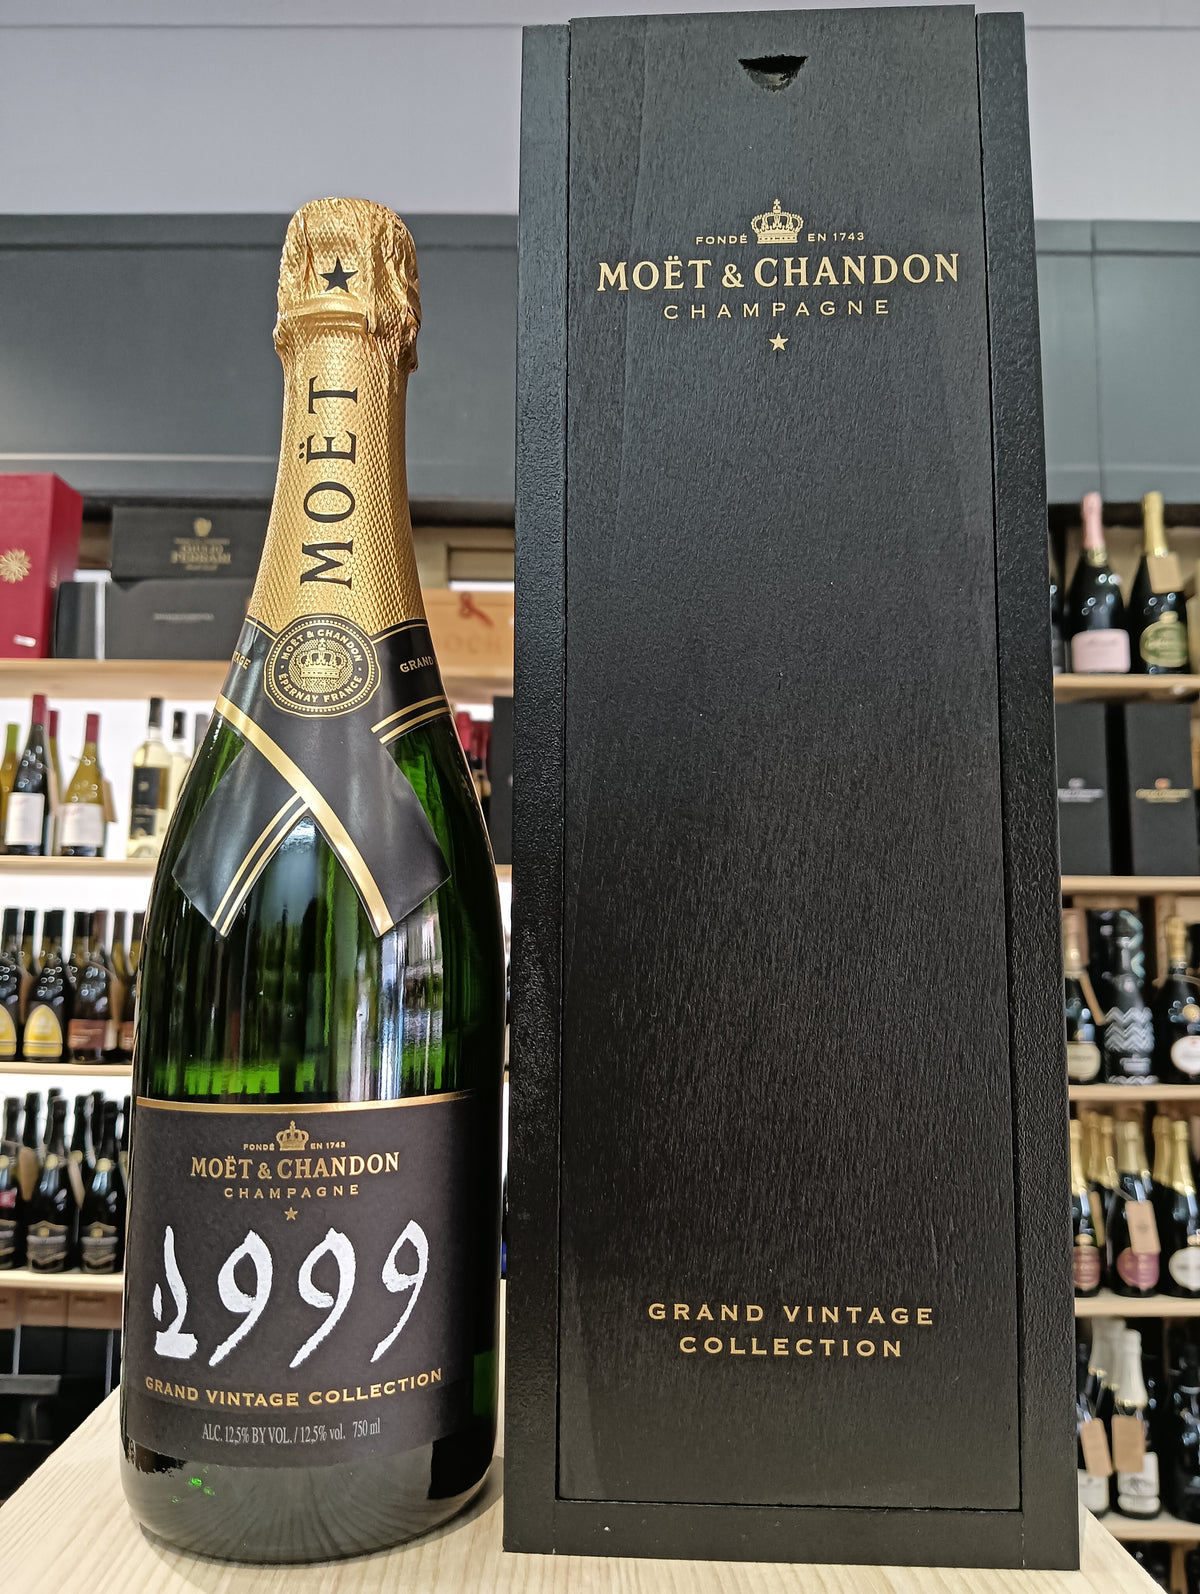 MOËT
MOËT & CHANDON
ÉPERNAY FRANCE
GRAND
FONDÉ EN 1743
MOËT & CHANDON
CHAMPAGNE
1999
GRAND VINTAGE COLLECTION
ALC. 12,5% BY VOL. / 12,5% vol. 750 ml
FONDÉ EN 1743
MOËT & CHANDON
CHAMPAGNE
GRAND VINTAGE
COLLECTION